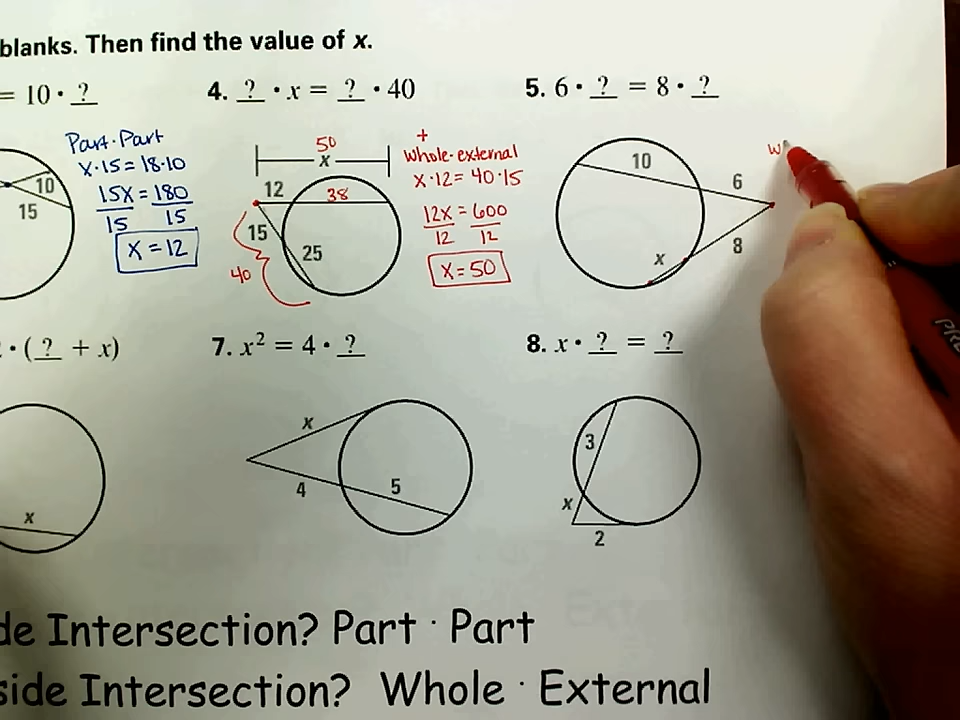 blanks. Then find the value of x.
= 10 • ?
4. ? • x = ? • 40
5. 6 • ? = 8 • ?
Part·Part
x·15=18·10
15x=180
15 15
x=12
10
15
50
x
12
38
15
25
40
+
Whole·external
x·12=40·15
12x=600
12 12
x=50
10
6
8
x
w
• (? + x)
7. x² = 4 • ?
8. x • ? = ?
x
x
4
5
3
x
2
de Intersection? Part · Part
side Intersection? Whole · External